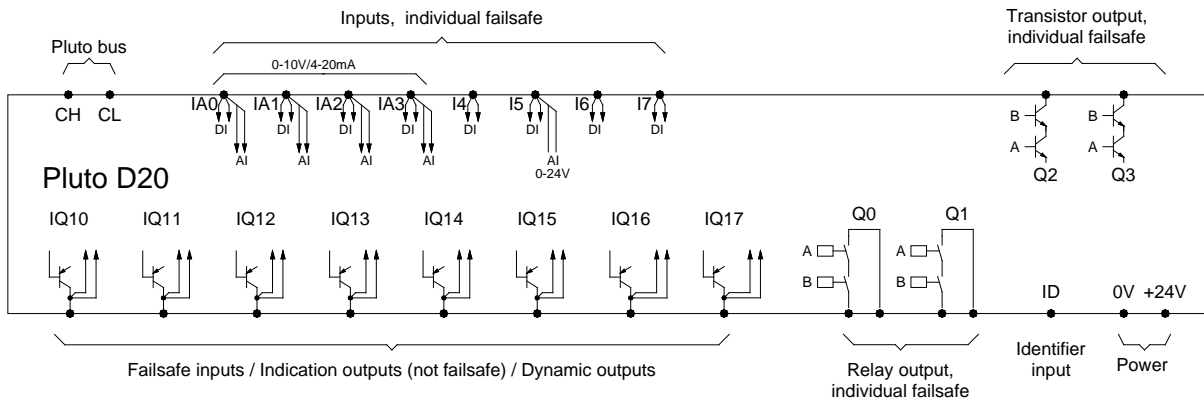 Inputs, individual failsafe
Transistor output,
individual failsafe
Pluto bus
0-10V/4-20mA
CH CL IA0 IA1 IA2 IA3 I4 I5 I6 I7
DI DI DI DI DI DI DI DI
AI AI AI AI AI
0-24V
B B
A A
Q2 Q3
Pluto D20
IQ10 IQ11 IQ12 IQ13 IQ14 IQ15 IQ16 IQ17 Q0 Q1
A A
B B
ID 0V +24V
Failsafe inputs / Indication outputs (not failsafe) / Dynamic outputs
Relay output,
individual failsafe
Identifier
input
Power